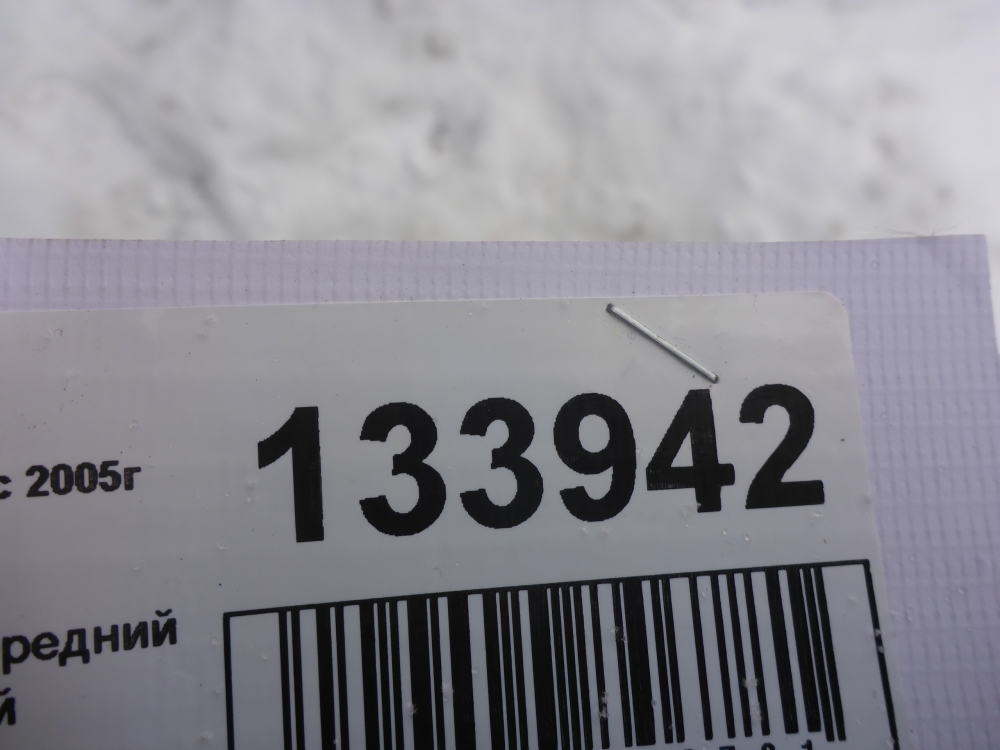 133942
с 2005г
редний
й